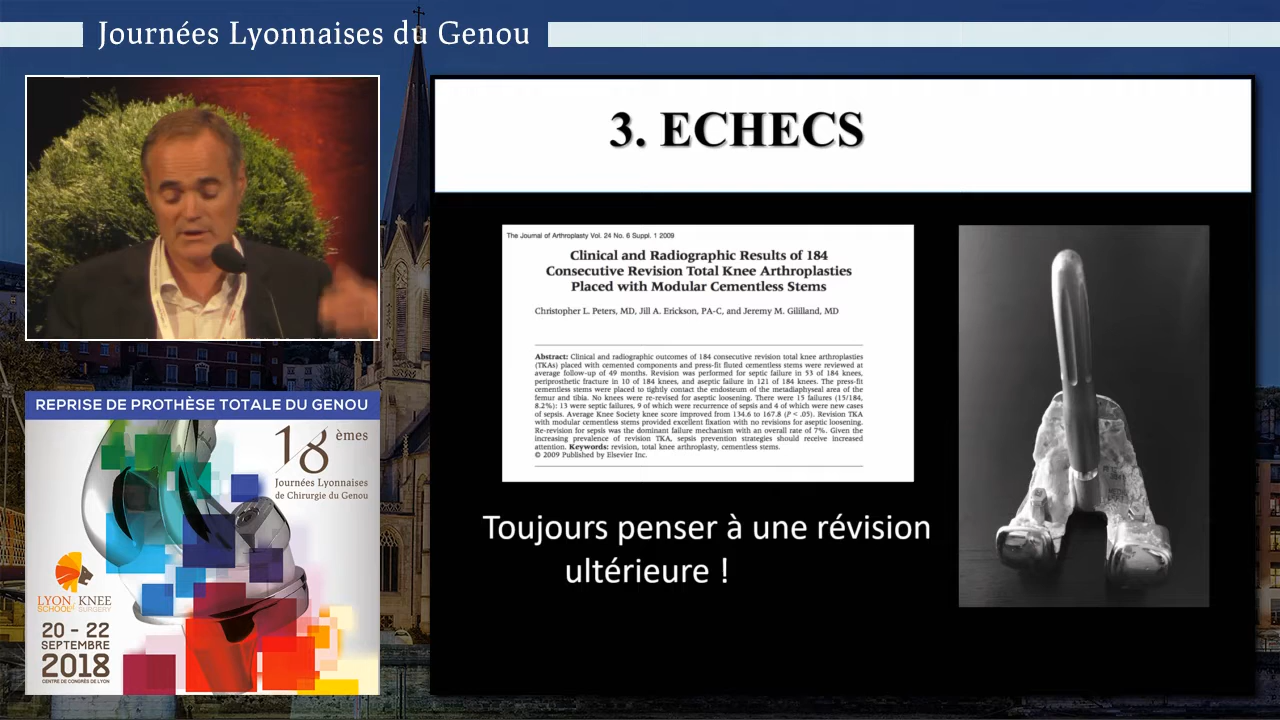 Journées Lyonnaises du Genou
3. ECHECS
The Journal of Arthroplasty Vol. 24 No. 6 Suppl. 1 2009
Clinical and Radiographic Results of 184
Consecutive Revision Total Knee Arthroplasties
Placed with Modular Cementless Stems
Christopher L. Peters, MD, Jill A. Erickson, PA-C, and Jeremy M. Gililland, MD
Abstract: Clinical and radiographic outcomes of 184 consecutive revision total knee arthroplasties
(TKAs) placed with cemented components and press-fit fluted cementless stems were reviewed at
average follow-up of 49 months. Revision was performed for septic failure in 53 of 184 knees,
periprosthetic fracture in 10 of 184 knees, and aseptic failure in 121 of 184 knees. The press-fit
cementless stems were placed to tightly contact the endosteum of the metadiaphyseal area of the
femur and tibia. No knees were re-revised for aseptic loosening. There were 15 failures (15/184,
8.2%): 13 were septic failures, 9 of which were recurrence of sepsis and 4 of which were new cases
of sepsis. Average Knee Society knee score improved from 134.6 to 167.8 (P < .05). Revision TKA
with modular cementless stems provided excellent fixation with no revisions for aseptic loosening.
Re-revision for sepsis was the dominant failure mechanism with an overall rate of 7%. Given the
increasing prevalence of revision TKA, sepsis prevention strategies should receive increased
attention. Keywords: revision, total knee arthroplasty, cementless stems.
© 2009 Published by Elsevier Inc.
Toujours penser à une révision
ultérieure !
REPRISE DE PROTHÈSE TOTALE DU GENOU
18èmes
Journées Lyonnaises
de Chirurgie du Genou
LYON KNEE
SCHOOL OF SURGERY
20 - 22
SEPTEMBRE
2018
CENTRE DE CONGRÈS DE LYON